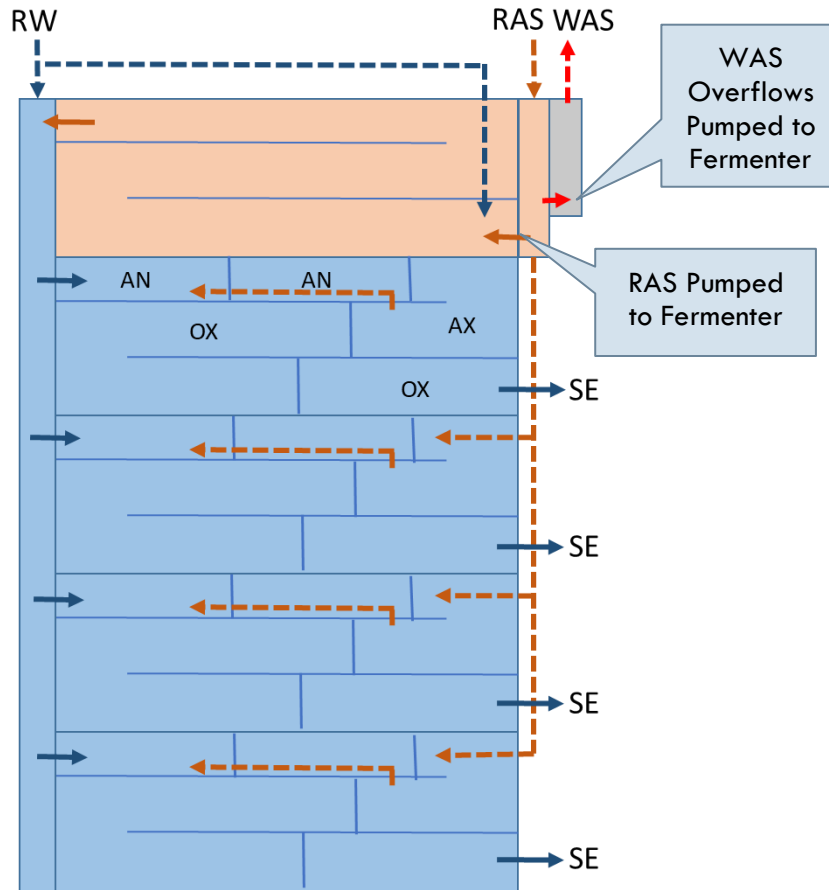 RW
RAS
WAS
WAS
Overflows
Pumped to
Fermenter
RAS Pumped
to Fermenter
AN
AN
OX
AX
OX
SE
SE
SE
SE